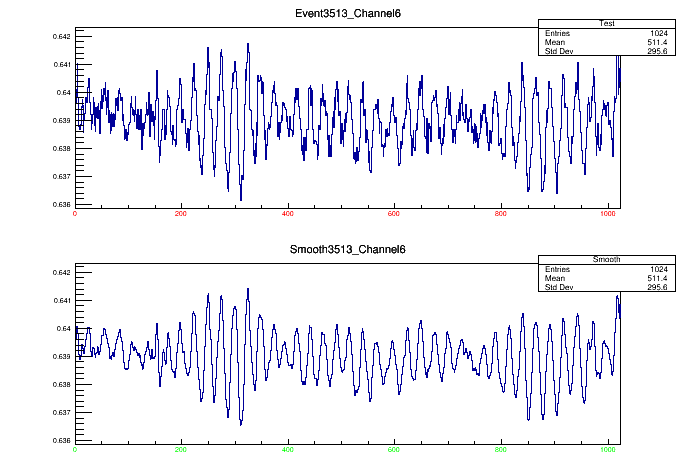 Event3513_Channel6
Test
Entries 1024
Mean 511.4
Std Dev 295.6
0.642
0.641
0.64
0.639
0.638
0.637
0.636
0 200 400 600 800 1000
Smooth3513_Channel6
Smooth
Entries 1024
Mean 511.4
Std Dev 295.6
0.642
0.641
0.64
0.639
0.638
0.637
0.636
0 200 400 600 800 1000